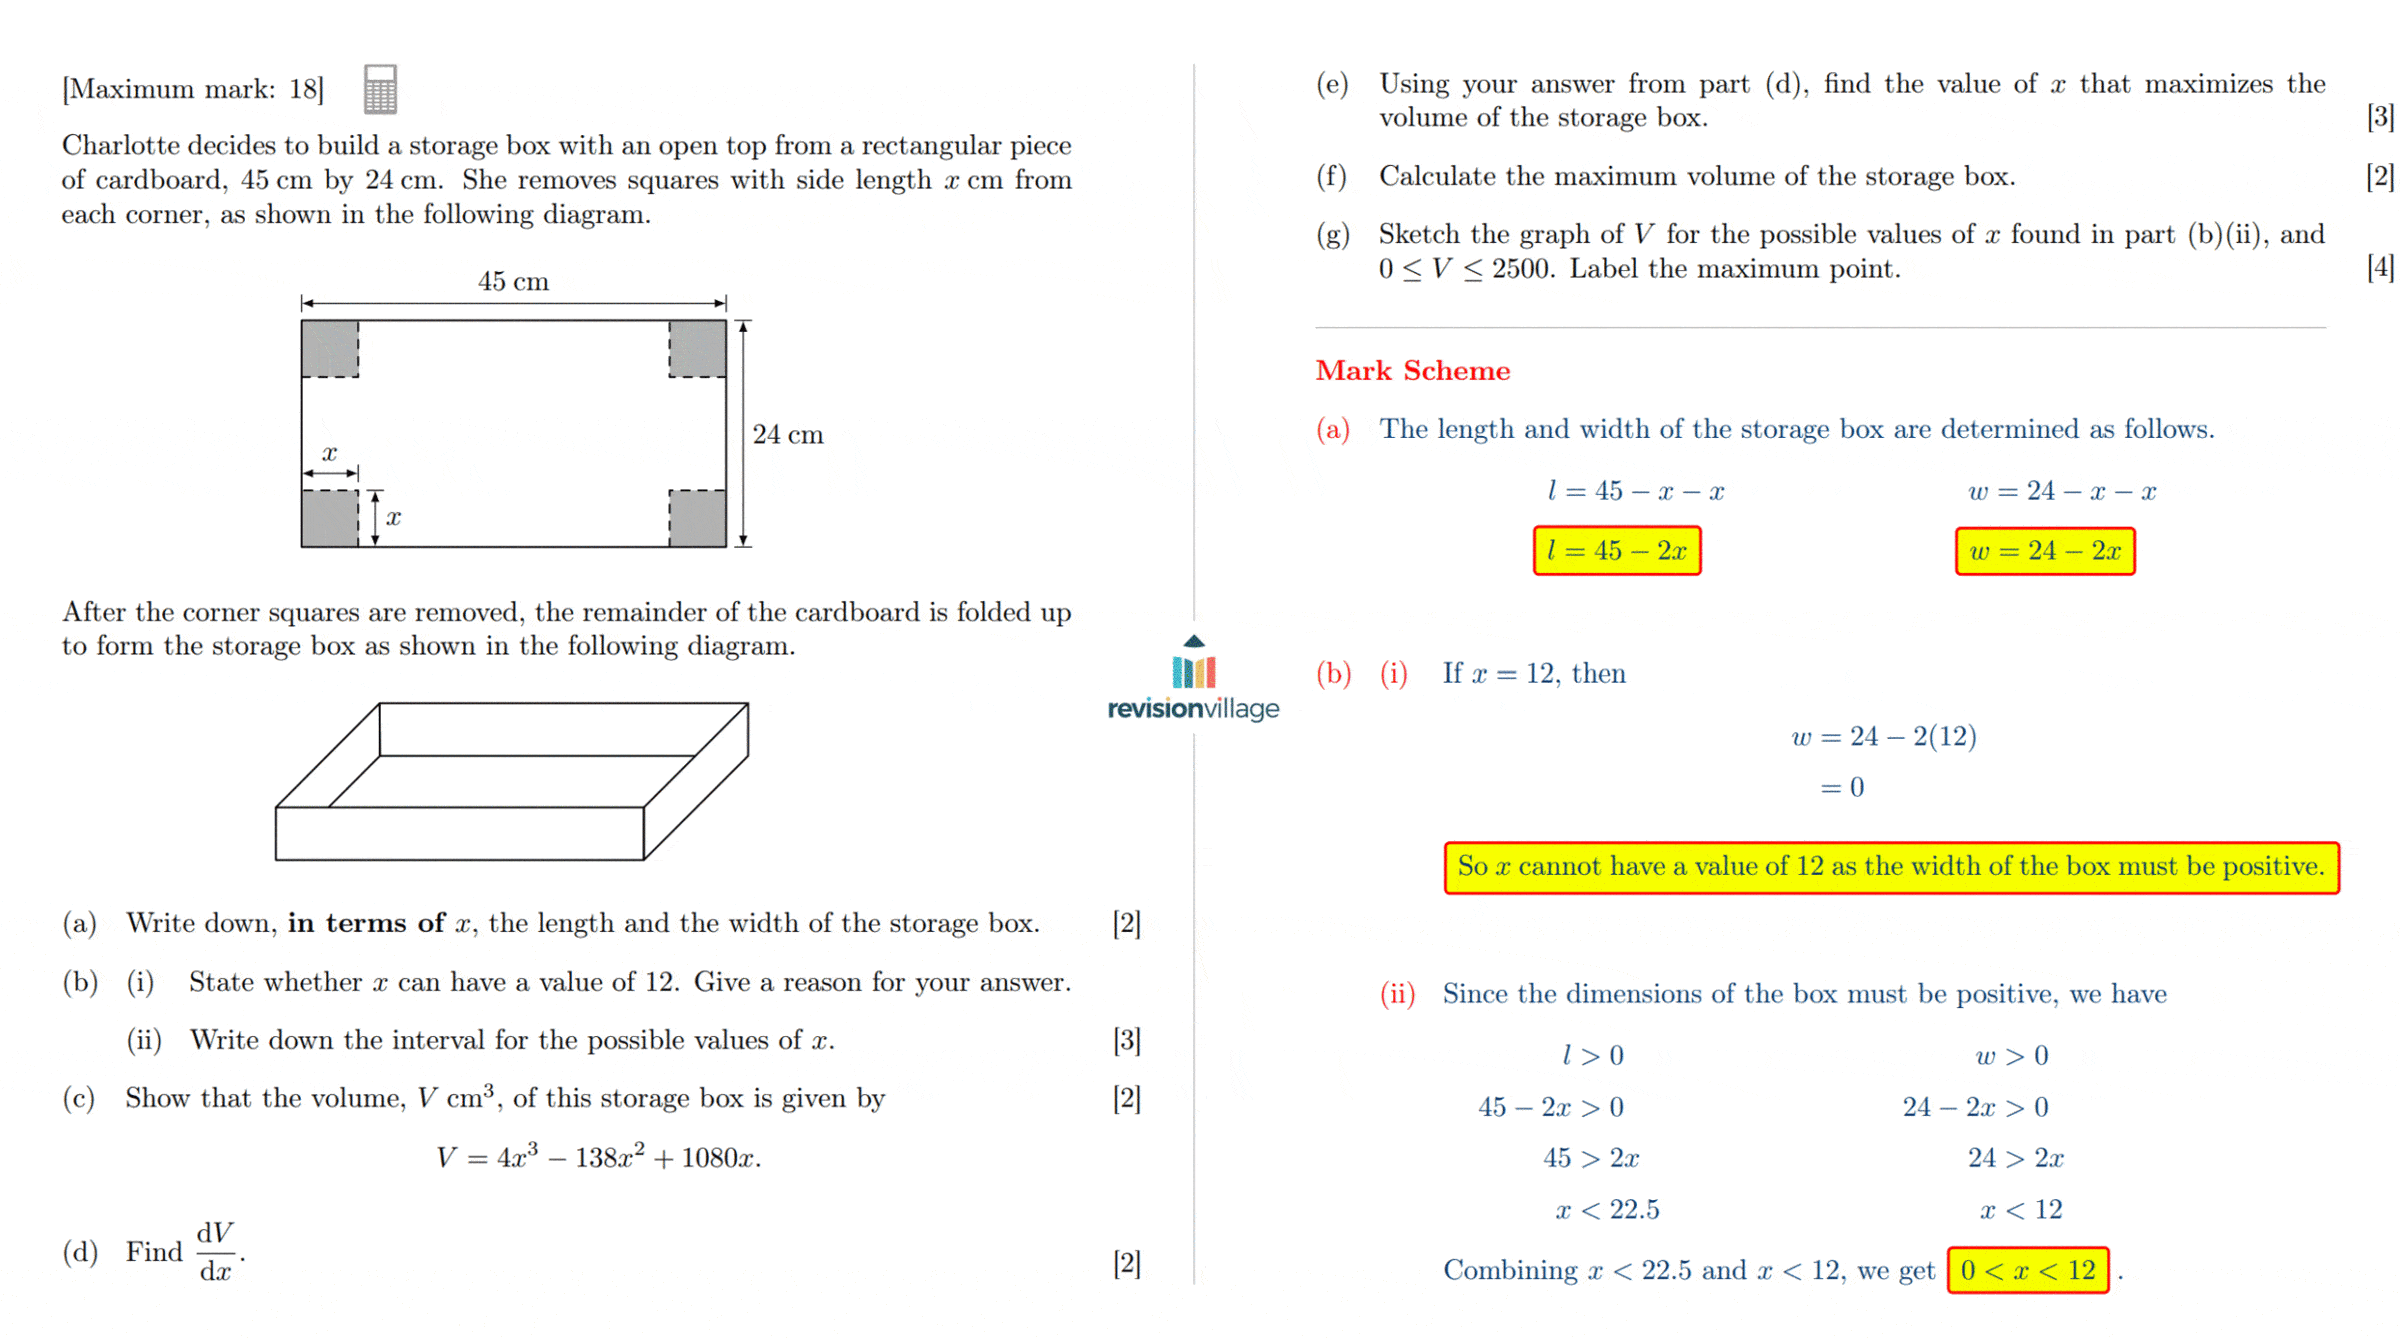 [Maximum mark: 18]
Charlotte decides to build a storage box with an open top from a rectangular piece
of cardboard, 45 cm by 24 cm. She removes squares with side length x cm from
each corner, as shown in the following diagram.
45 cm
24 cm
x
x
After the corner squares are removed, the remainder of the cardboard is folded up
to form the storage box as shown in the following diagram.
(a) Write down, in terms of x, the length and the width of the storage box. [2]
(b) (i) State whether x can have a value of 12. Give a reason for your answer.
(ii) Write down the interval for the possible values of x. [3]
(c) Show that the volume, V cm³, of this storage box is given by [2]
V = 4x³ − 138x² + 1080x.
(d) Find dV/dx. [2]
revisionvillage
(e) Using your answer from part (d), find the value of x that maximizes the
volume of the storage box. [3]
(f) Calculate the maximum volume of the storage box. [2]
(g) Sketch the graph of V for the possible values of x found in part (b)(ii), and
0 ≤ V ≤ 2500. Label the maximum point. [4]
Mark Scheme
(a) The length and width of the storage box are determined as follows.
l = 45 − x − x w = 24 − x − x
l = 45 − 2x w = 24 − 2x
(b) (i) If x = 12, then
w = 24 − 2(12)
= 0
So x cannot have a value of 12 as the width of the box must be positive.
(ii) Since the dimensions of the box must be positive, we have
l > 0 w > 0
45 − 2x > 0 24 − 2x > 0
45 > 2x 24 > 2x
x < 22.5 x < 12
Combining x < 22.5 and x < 12, we get 0 < x < 12 .